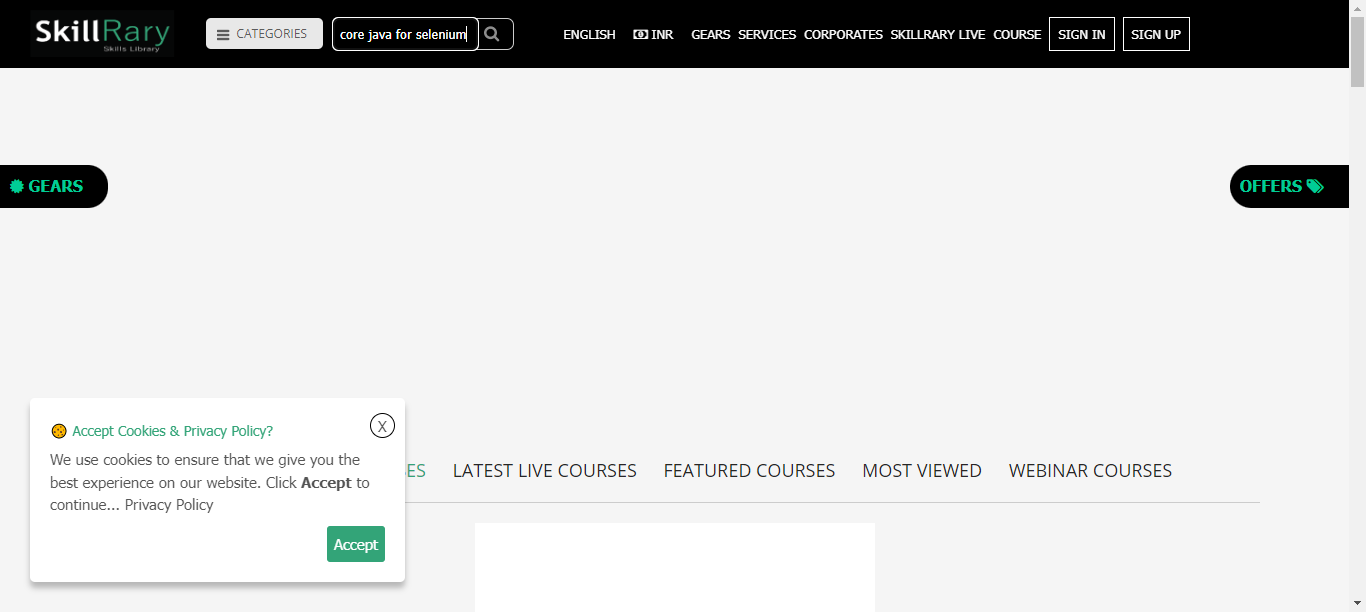 SkillRary
Skills Library
CATEGORIES
core java for selenium
ENGLISH INR GEARS SERVICES CORPORATES SKILLRARY LIVE COURSE SIGN IN SIGN UP
GEARS
OFFERS
Accept Cookies & Privacy Policy?
X
We use cookies to ensure that we give you the
best experience on our website. Click Accept to
continue... Privacy Policy
Accept
LATEST LIVE COURSES FEATURED COURSES MOST VIEWED WEBINAR COURSES